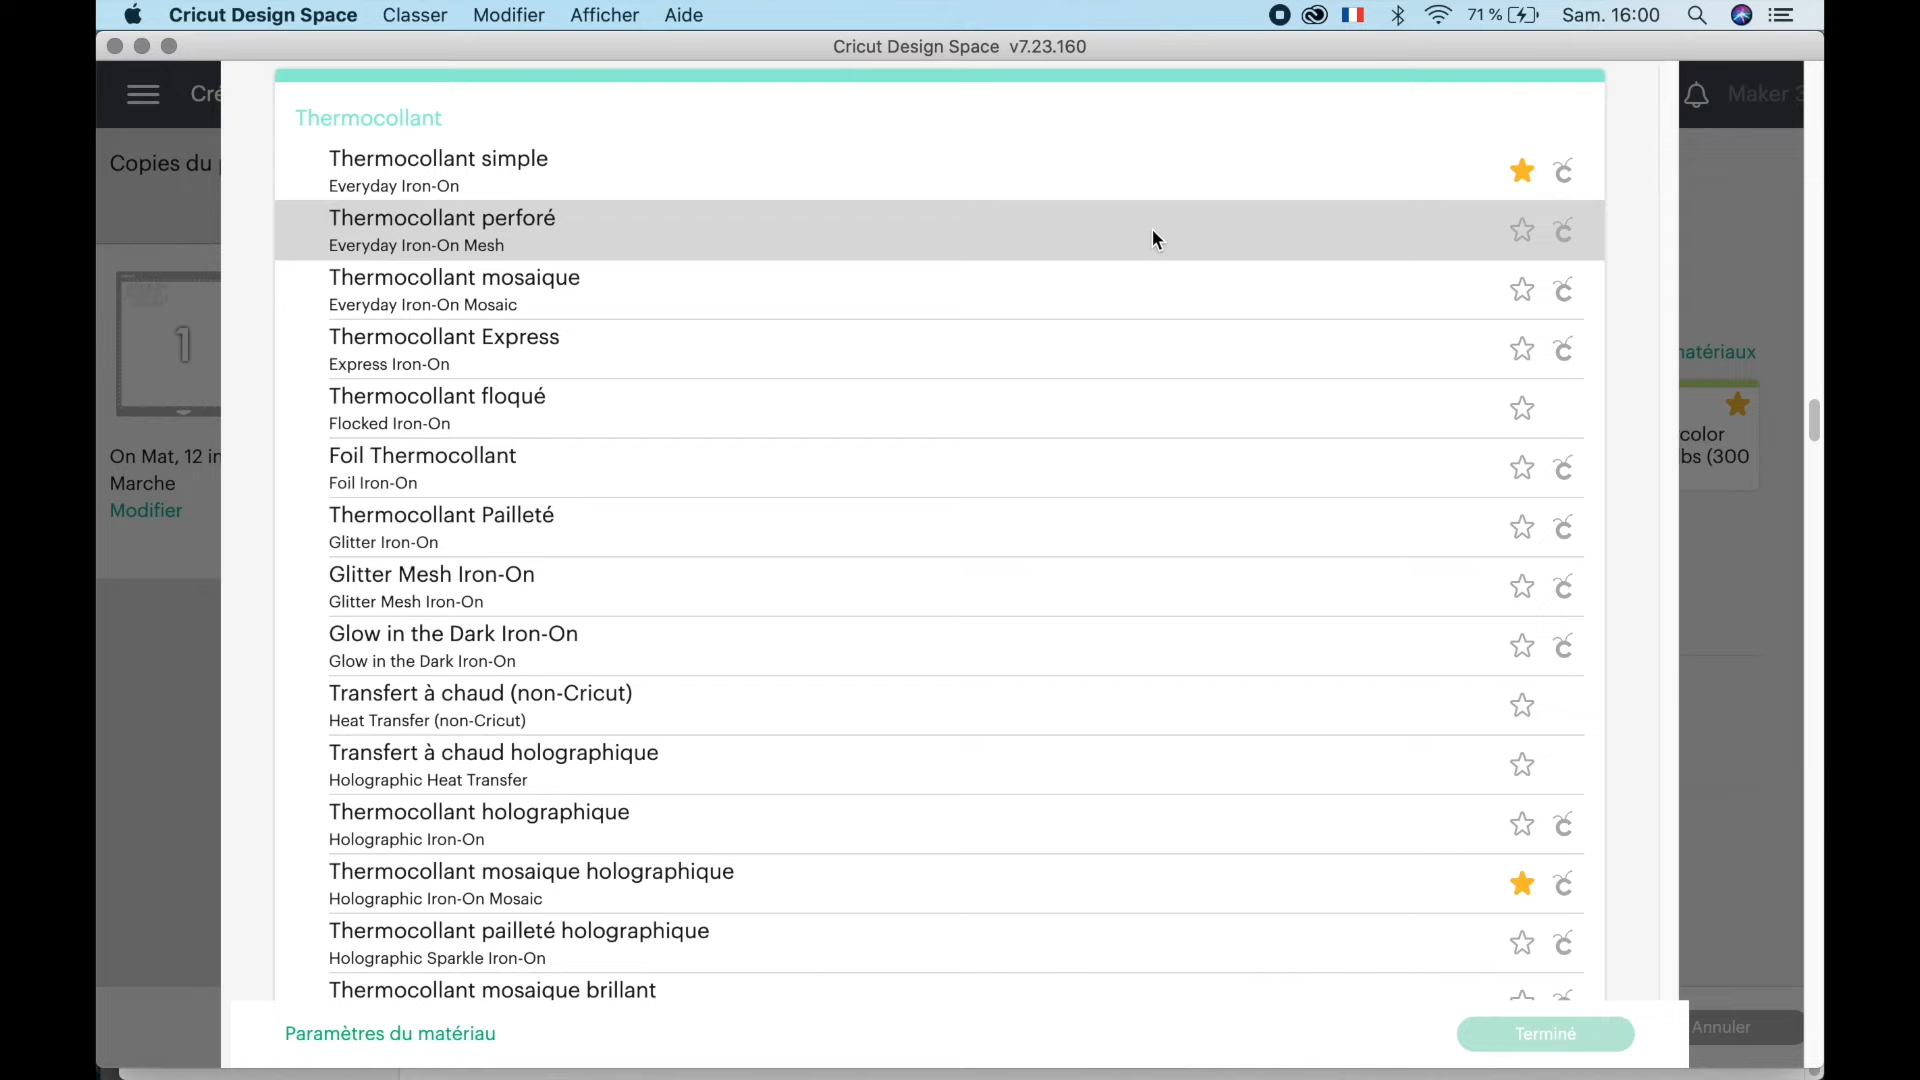 Cricut Design Space Classer Modifier Afficher Aide 71 % Sam. 16:00
Cricut Design Space v7.23.160
Cré
Maker 3
Copies du p
1
On Mat, 12 in
Marche
Modifier
Thermocollant
Thermocollant simple
Everyday Iron-On
Thermocollant perforé
Everyday Iron-On Mesh
Thermocollant mosaique
Everyday Iron-On Mosaic
Thermocollant Express
Express Iron-On
Thermocollant floqué
Flocked Iron-On
Foil Thermocollant
Foil Iron-On
Thermocollant Pailleté
Glitter Iron-On
Glitter Mesh Iron-On
Glitter Mesh Iron-On
Glow in the Dark Iron-On
Glow in the Dark Iron-On
Transfert à chaud (non-Cricut)
Heat Transfer (non-Cricut)
Transfert à chaud holographique
Holographic Heat Transfer
Thermocollant holographique
Holographic Iron-On
Thermocollant mosaique holographique
Holographic Iron-On Mosaic
Thermocollant pailleté holographique
Holographic Sparkle Iron-On
Thermocollant mosaique brillant
natériaux
color
bs (300
Paramètres du matériau
Terminé
Annuler